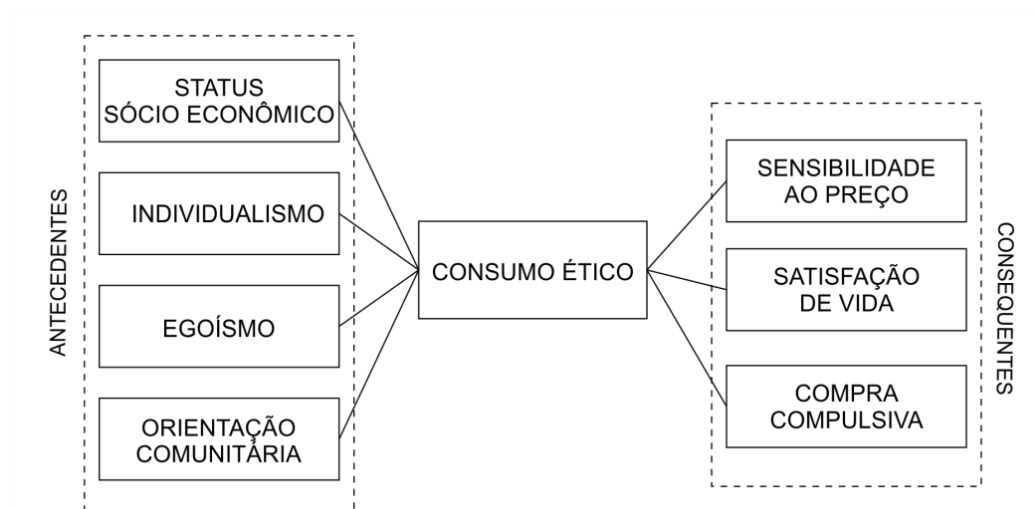 ANTECEDENTES
STATUS
SÓCIO ECONÔMICO
INDIVIDUALISMO
EGOÍSMO
ORIENTAÇÃO
COMUNITÁRIA
CONSUMO ÉTICO
SENSIBILIDADE
AO PREÇO
SATISFAÇÃO
DE VIDA
COMPRA
COMPULSIVA
CONSEQUENTES